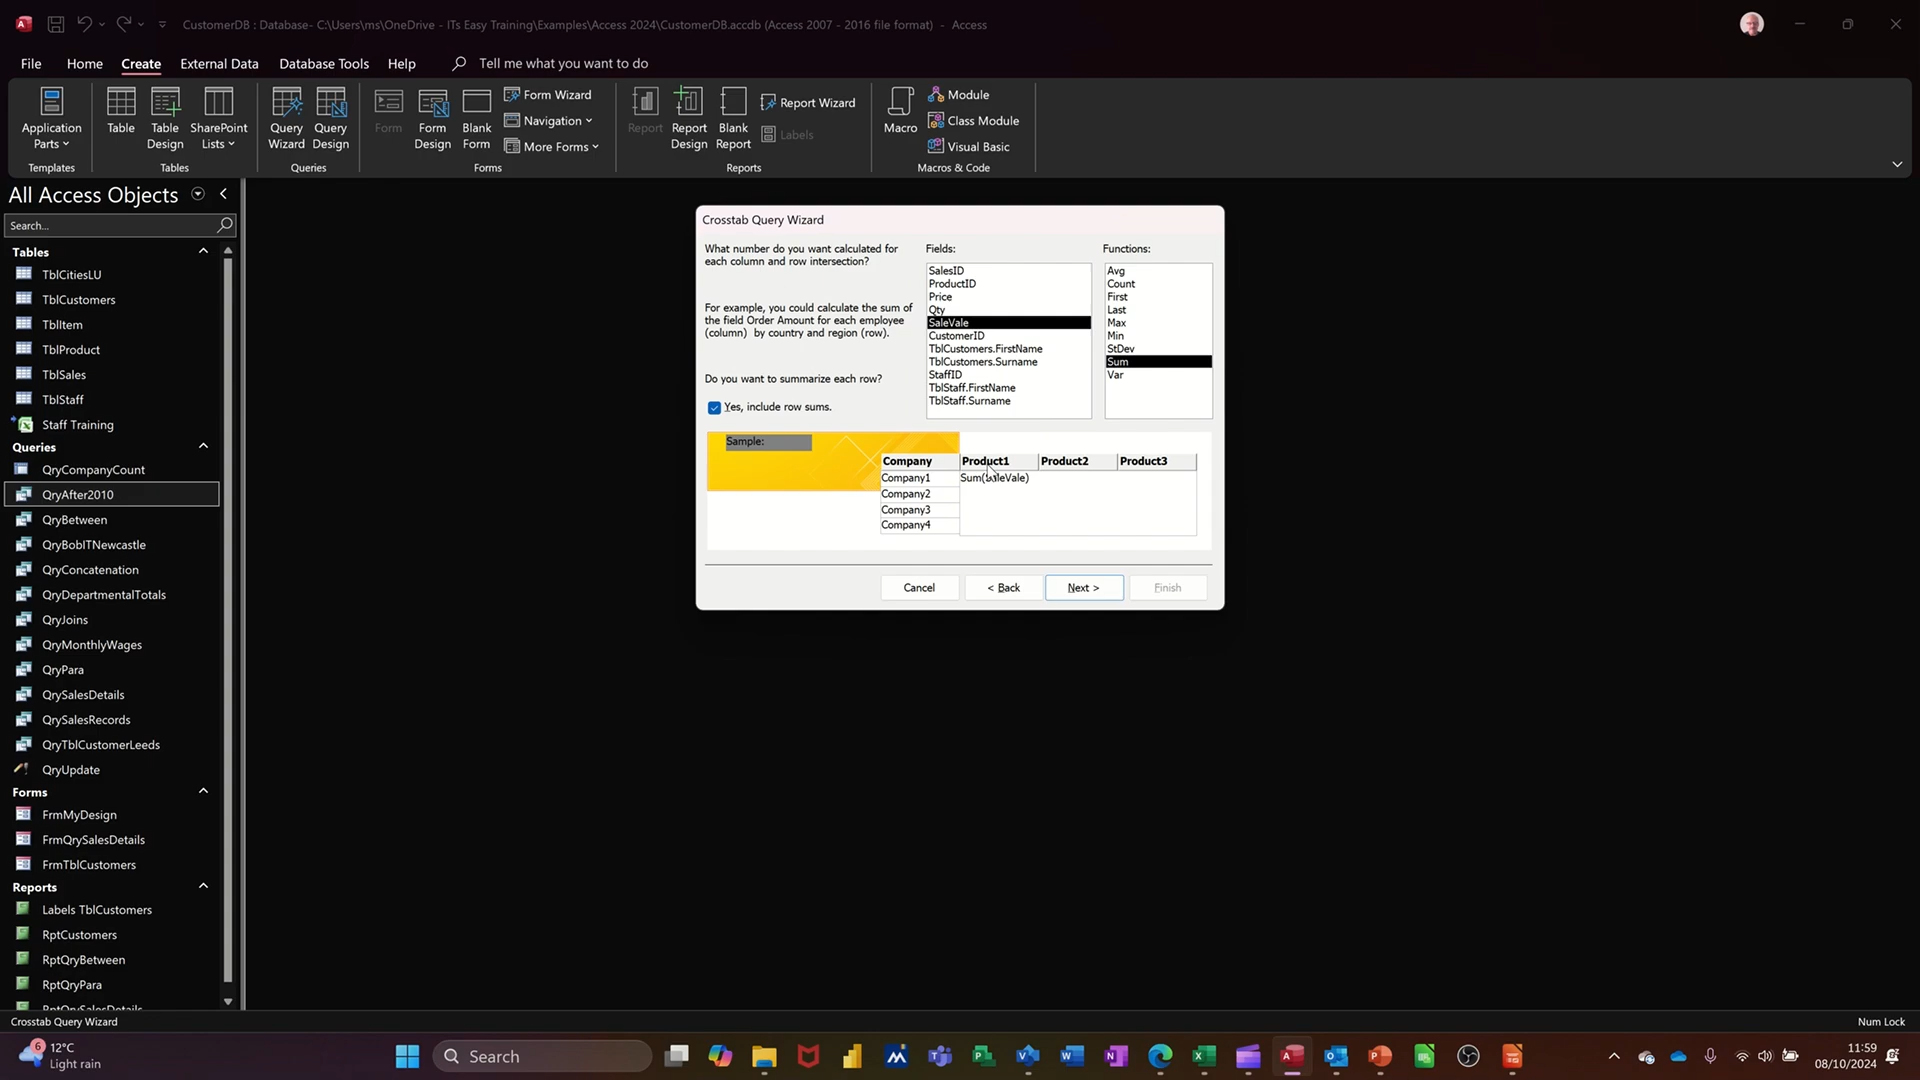 CustomerDB : Database- C:\Users\ms\OneDrive - ITs Easy Training\Examples\Access 2024\CustomerDB.accdb (Access 2007 - 2016 file format) - Access
File Home Create External Data Database Tools Help Tell me what you want to do
Application Parts
Templates
Table
Table Design
SharePoint Lists
Tables
Query Wizard
Query Design
Queries
Form
Form Design
Blank Form
Form Wizard
Navigation
More Forms
Forms
Report
Report Design
Blank Report
Report Wizard
Labels
Reports
Macro
Module
Class Module
Visual Basic
Macros & Code
All Access Objects
Search...
Tables
TblCitiesLU
TblCustomers
TblItem
TblProduct
TblSales
TblStaff
Staff Training
Queries
QryCompanyCount
QryAfter2010
QryBetween
QryBobITNewcastle
QryConcatenation
QryDepartmentalTotals
QryJoins
QryMonthlyWages
QryPara
QrySalesDetails
QrySalesRecords
QryTblCustomerLeeds
QryUpdate
Forms
FrmMyDesign
FrmQrySalesDetails
FrmTblCustomers
Reports
Labels TblCustomers
RptCustomers
RptQryBetween
RptQryPara
RptQrySalesDetails
Crosstab Query Wizard
What number do you want calculated for
each column and row intersection?
For example, you could calculate the sum of
the field Order Amount for each employee
(column) by country and region (row).
Do you want to summarize each row?
Yes, include row sums.
Fields:
SalesID
ProductID
Price
Qty
SaleVale
CustomerID
TblCustomers.FirstName
TblCustomers.Surname
StaffID
TblStaff.FirstName
TblStaff.Surname
Functions:
Avg
Count
First
Last
Max
Min
StDev
Sum
Var
Sample:
Company Product1 Product2 Product3
Company1 Sum(SaleVale)
Company2
Company3
Company4
Cancel < Back Next > Finish
Crosstab Query Wizard
Num Lock
6
12°C
Light rain
Search
11:59
08/10/2024